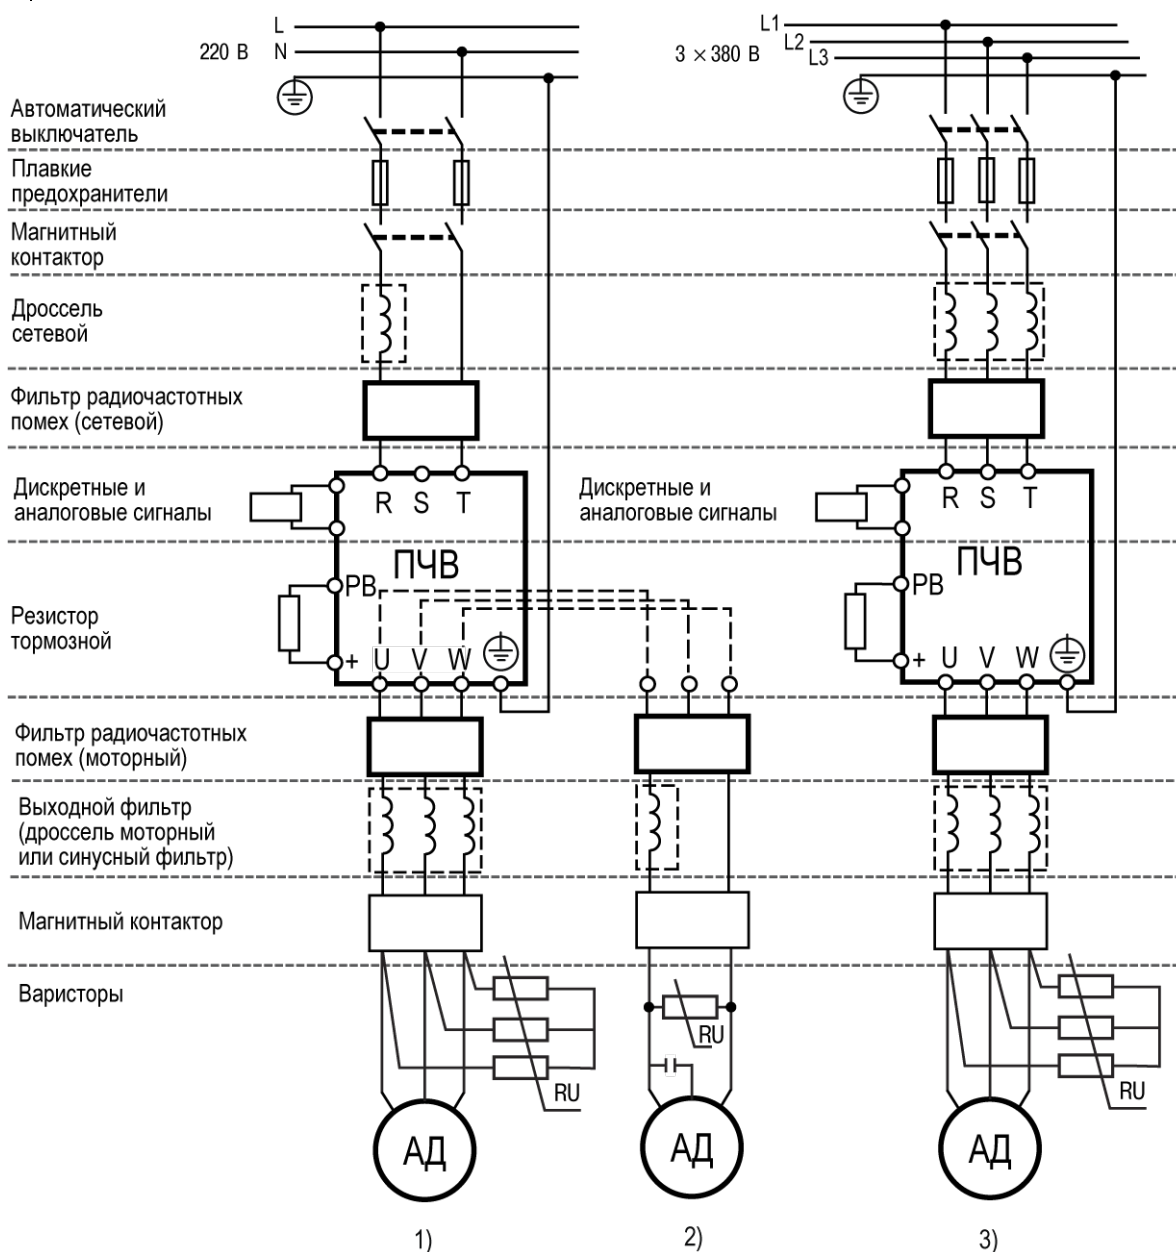 L
220 В N
L1
L2
3 × 380 В L3
Автоматический
выключатель
Плавкие
предохранители
Магнитный
контактор
Дроссель
сетевой
Фильтр радиочастотных
помех (сетевой)
Дискретные и
аналоговые сигналы
R S T
Дискретные и
аналоговые сигналы
R S T
ПЧВ
ПЧВ
PB
PB
Резистор
тормозной
+ U V W
+ U V W
Фильтр радиочастотных
помех (моторный)
Выходной фильтр
(дроссель моторный
или синусный фильтр)
Магнитный контактор
Варисторы
RU
RU
RU
АД
АД
АД
1)
2)
3)